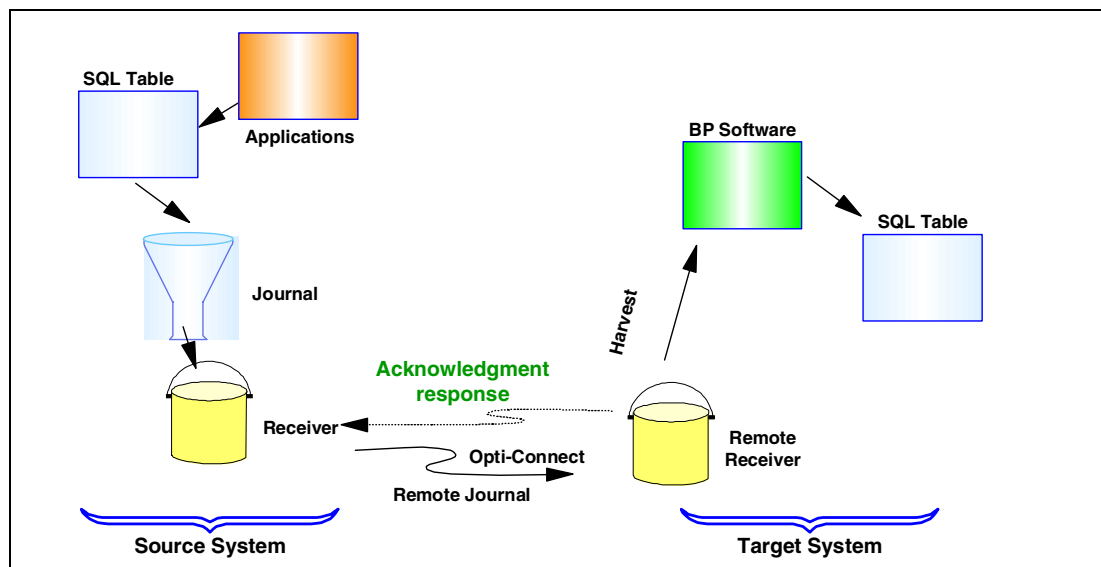 SQL Table
Applications
Journal
Receiver
Acknowledgment
response
Opti-Connect
Remote Journal
Source System
BP Software
SQL Table
Harvest
Remote
Receiver
Target System